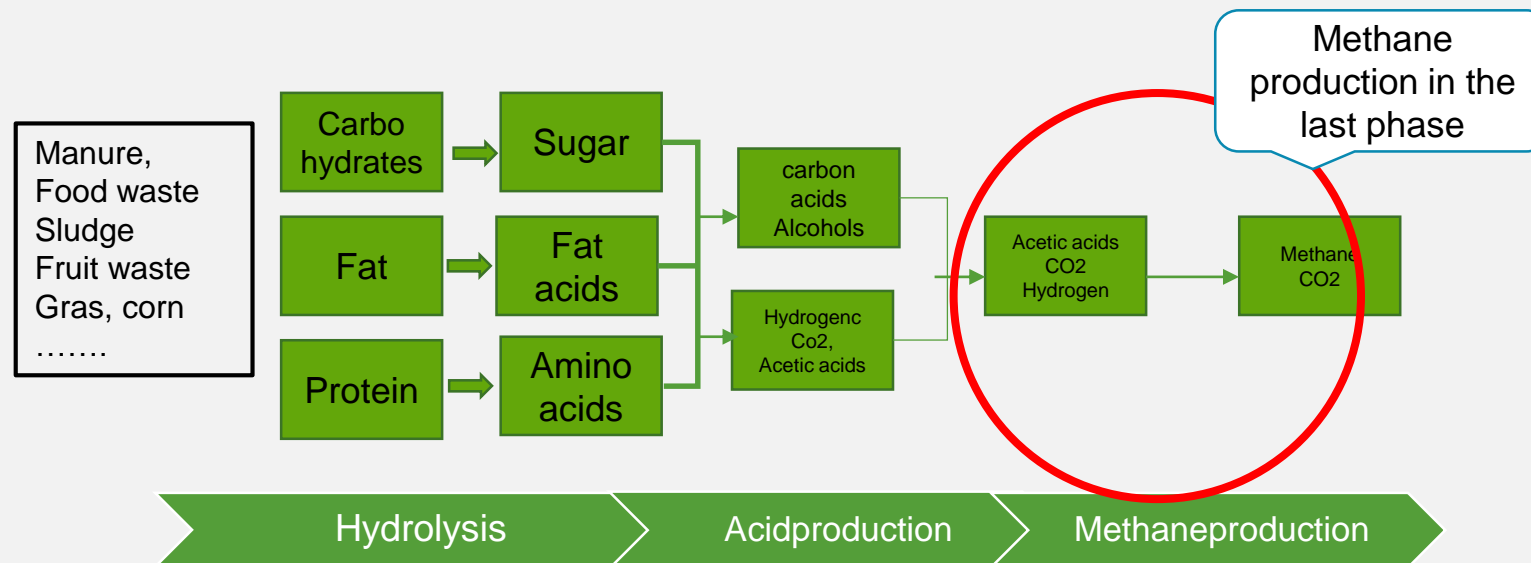 Methane
production in the
last phase
Manure,
Food waste
Sludge
Fruit waste
Gras, corn
…….
Carbo
hydrates
Sugar
Fat
Fat
acids
Protein
Amino
acids
carbon
acids
Alcohols
Hydrogenc
Co2,
Acetic acids
Acetic acids
CO2
Hydrogen
Methane
CO2
Hydrolysis
Acidproduction
Methaneproduction